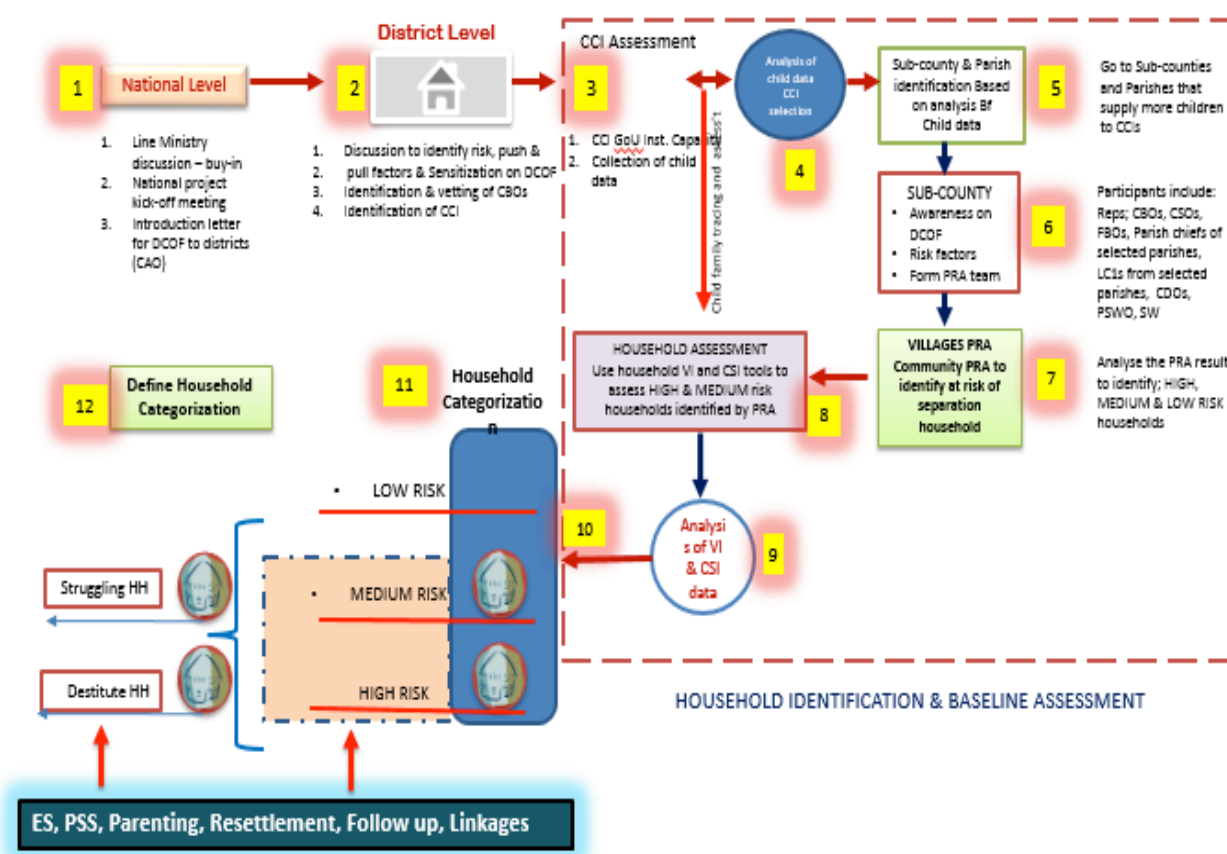 District Level
1
National Level
2
CCI Assessment
3
Analysis of
child data
CCI
selection
4
Sub-county & Parish
identification Based
on analysis Bf
Child data
5
Go to Sub-counties
and Parishes that
supply more children
to CCIs
1. Line Ministry
discussion – buy-in
2. National project
kick-off meeting
3. Introduction letter
for DCOF to districts
(CAO)
1. Discussion to identify risk, push &
2. pull factors & Sensitization on DCOF
3. Identification & vetting of CBOs
4. Identification of CCI
1. CCI GoU Inst. Capacit
2. Collection of child
data
Child family tracing and assess't
SUB-COUNTY
• Awareness on
DCOF
• Risk factors
• Form PRA team
6
Participants include:
Reps; CBOs, CSOs,
FBOs, Parish chiefs of
selected parishes,
LC1s from selected
parishes, CDOs,
PSWO, SW
HOUSEHOLD ASSESSMENT
Use household VI and CSI tools to
assess HIGH & MEDIUM risk
households identified by PRA
8
VILLAGES PRA
Community PRA to
identify at risk of
separation
household
7
Analyse the PRA result
to identify; HIGH,
MEDIUM & LOW RISK
households
12
Define Household
Categorization
11
Household
Categorizatio
n
10
Analysi
s of VI
& CSI
data
9
• LOW RISK
• MEDIUM RISK
HIGH RISK
Struggling HH
Destitute HH
HOUSEHOLD IDENTIFICATION & BASELINE ASSESSMENT
ES, PSS, Parenting, Resettlement, Follow up, Linkages